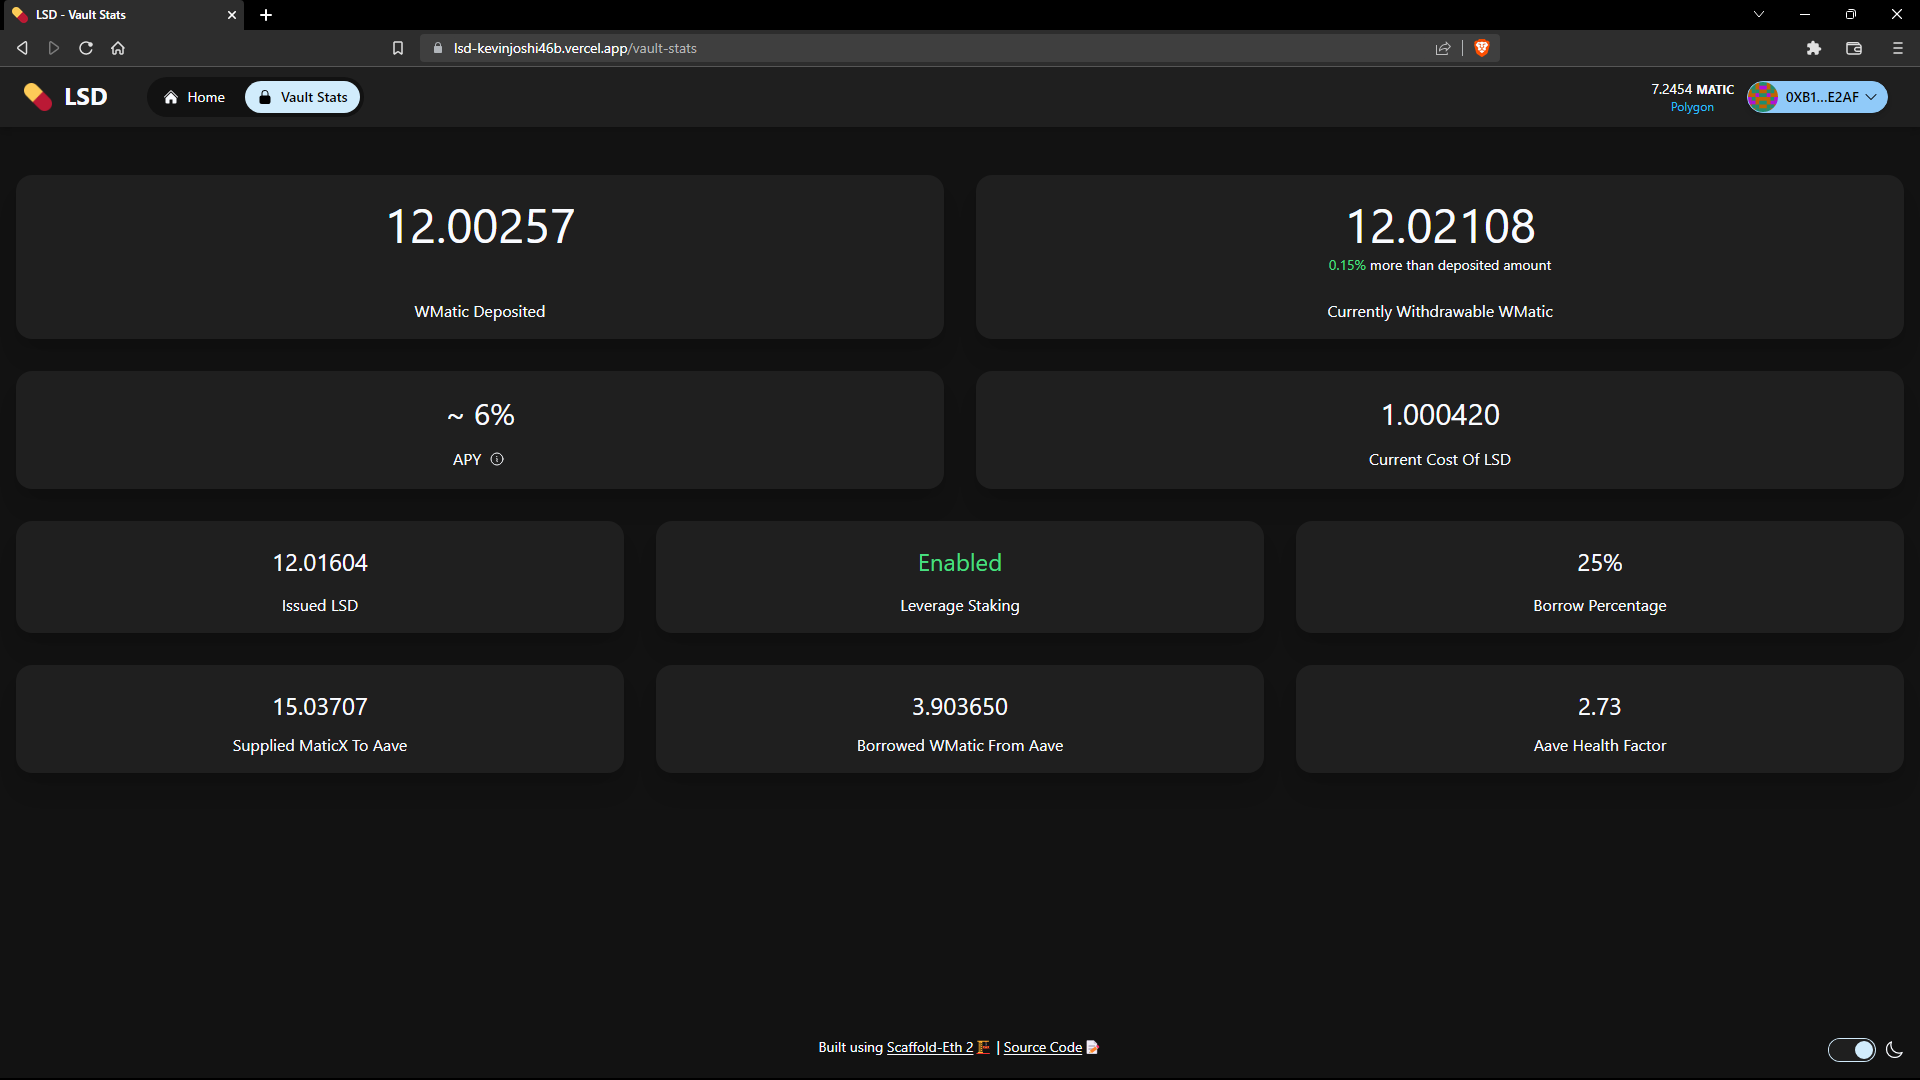 LSD - Vault Stats
lsd-kevinjoshi46b.vercel.app/vault-stats
LSD
Home
Vault Stats
7.2454 MATIC
Polygon
0XB1...E2AF
12.00257
WMatic Deposited
12.02108
0.15% more than deposited amount
Currently Withdrawable WMatic
~ 6%
APY
1.000420
Current Cost Of LSD
12.01604
Issued LSD
Enabled
Leverage Staking
25%
Borrow Percentage
15.03707
Supplied MaticX To Aave
3.903650
Borrowed WMatic From Aave
2.73
Aave Health Factor
Built using Scaffold-Eth 2🏗️ | Source Code📝